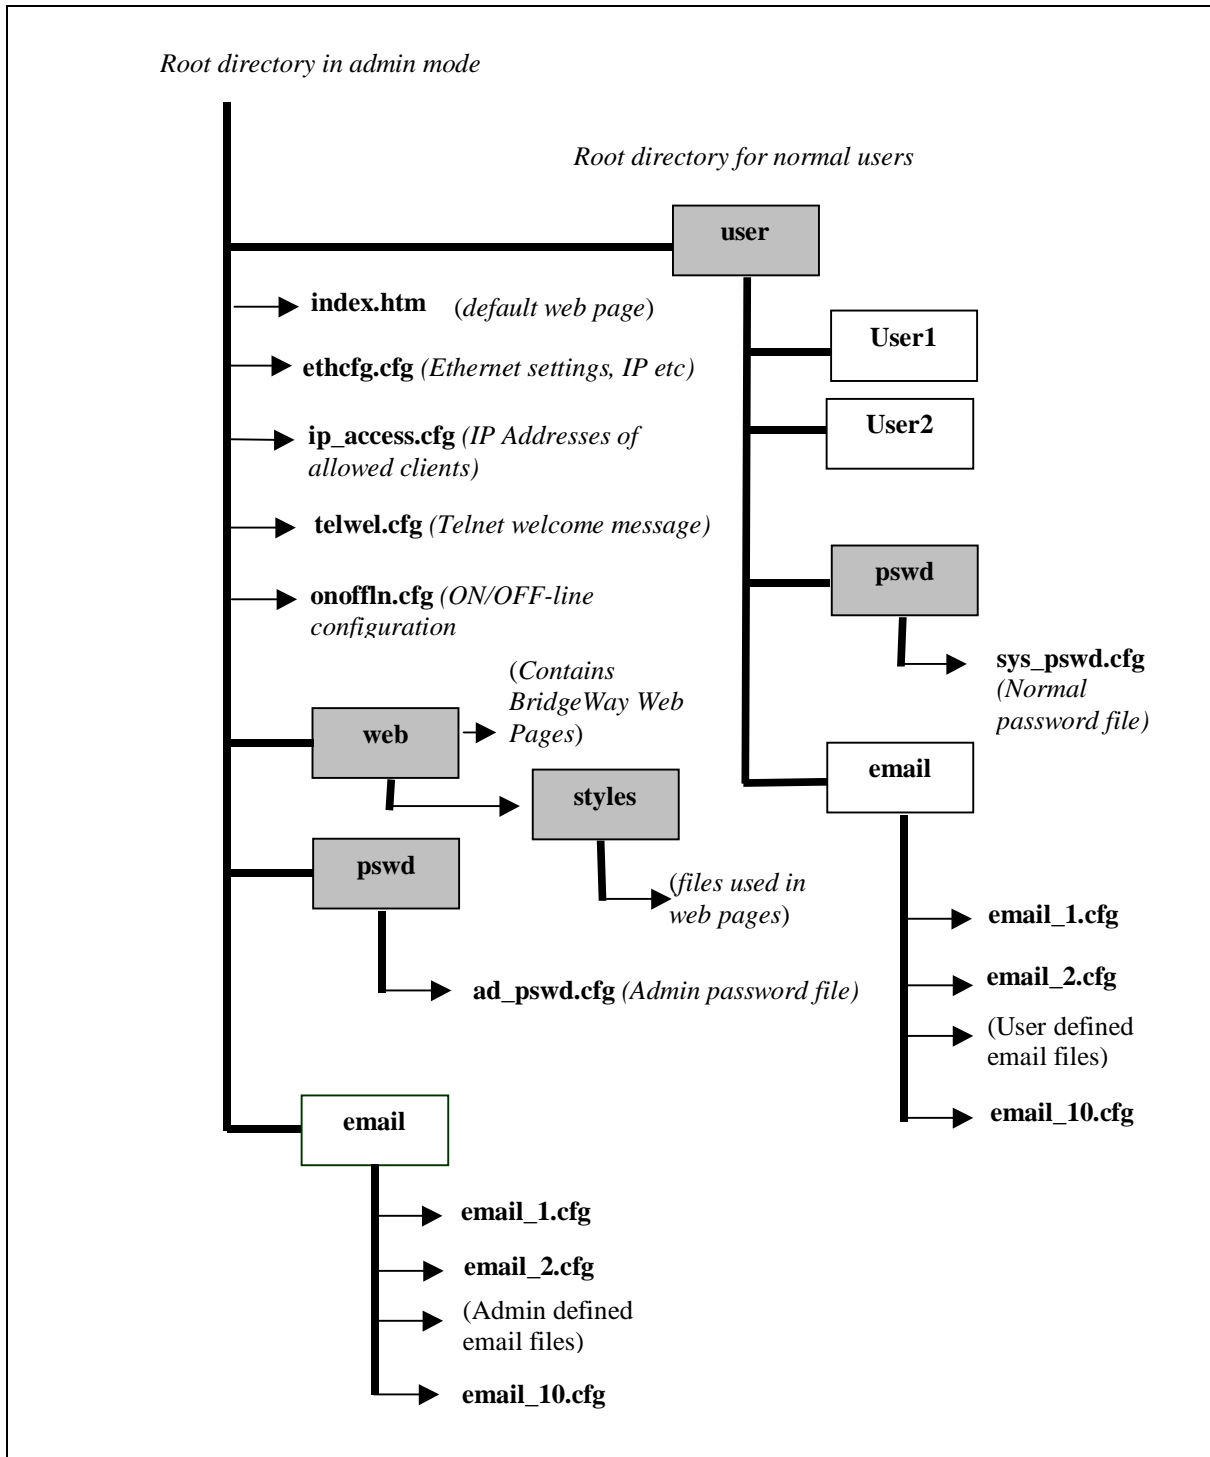 Root directory in admin mode
Root directory for normal users
user
index.htm (default web page)
User1
ethcfg.cfg (Ethernet settings, IP etc)
User2
ip_access.cfg (IP Addresses of
allowed clients)
telwel.cfg (Telnet welcome message)
pswd
onoffln.cfg (ON/OFF-line
configuration
sys_pswd.cfg
(Normal
password file)
(Contains
BridgeWay Web
Pages)
web
email
styles
pswd
(files used in
web pages)
email_1.cfg
email_2.cfg
(User defined
email files)
email_10.cfg
ad_pswd.cfg (Admin password file)
email
email_1.cfg
email_2.cfg
(Admin defined
email files)
email_10.cfg